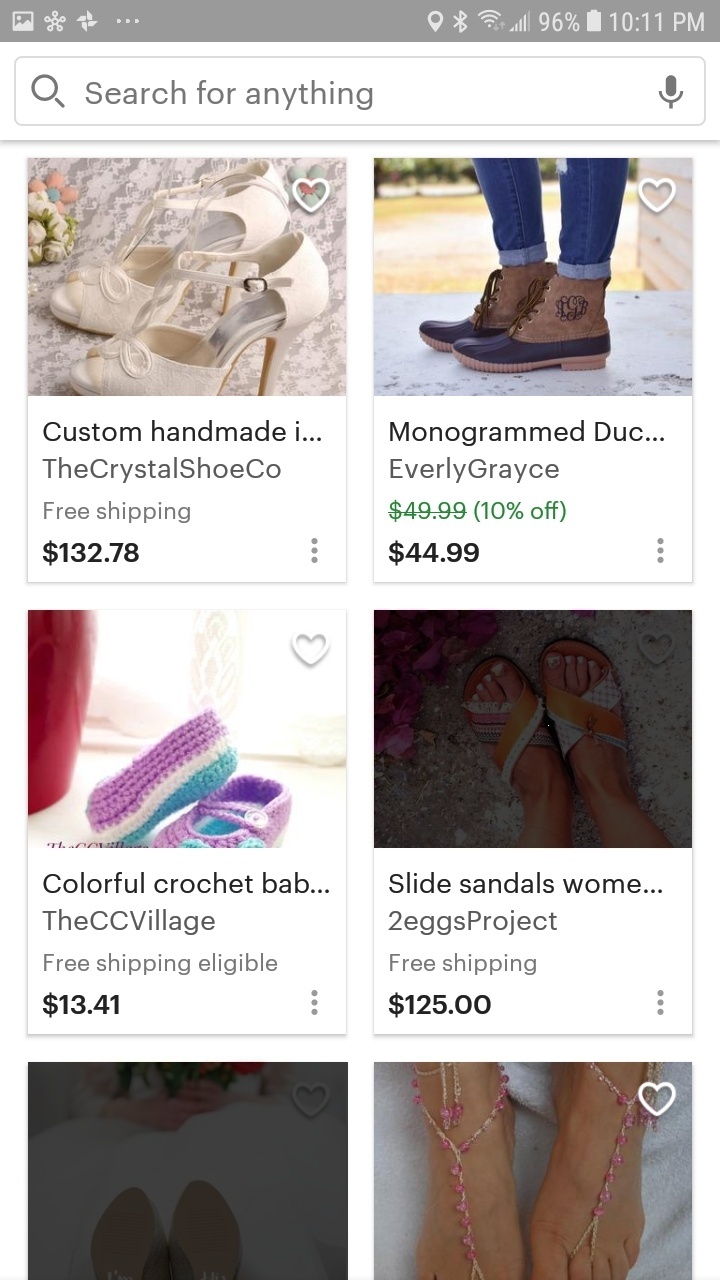 96% 10:11 PM
Search for anything
Custom handmade i...
TheCrystalShoeCo
Free shipping
$132.78
Monogrammed Duc...
EverlyGrayce
$49.99 (10% off)
$44.99
TheCCVillage
Colorful crochet bab...
TheCCVillage
Free shipping eligible
$13.41
Slide sandals wome...
2eggsProject
Free shipping
$125.00
I'm